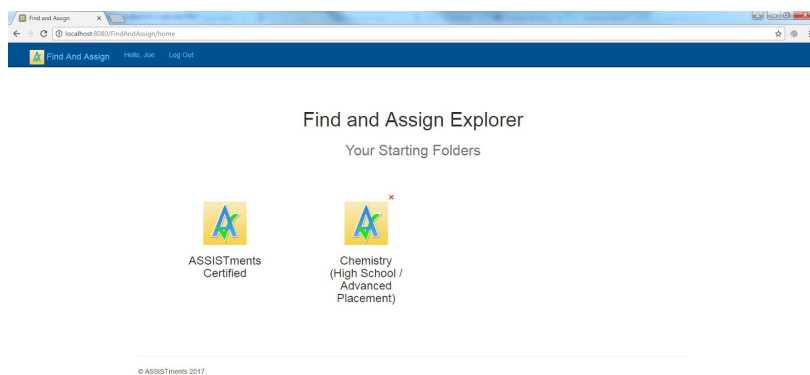 Find and Assign
localhost:8080/FindAndAssign/home
Find And Assign Hello, Joe Log Out
Find and Assign Explorer
Your Starting Folders
ASSISTments
Certified
Chemistry
(High School /
Advanced
Placement)
© ASSISTments 2017